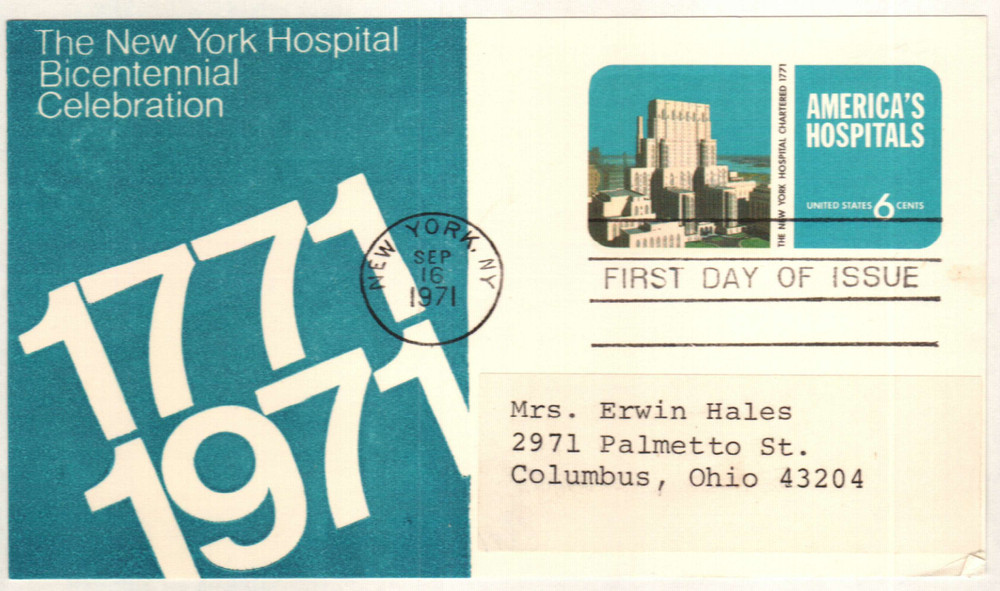 The New York Hospital
Bicentennial
Celebration
1771
1971
NEW YORK, NY
SEP
16
1971
THE NEW YORK HOSPITAL CHARTERED 1771
AMERICA'S
HOSPITALS
UNITED STATES 6 CENTS
FIRST DAY OF ISSUE
Mrs. Erwin Hales
2971 Palmetto St.
Columbus, Ohio 43204